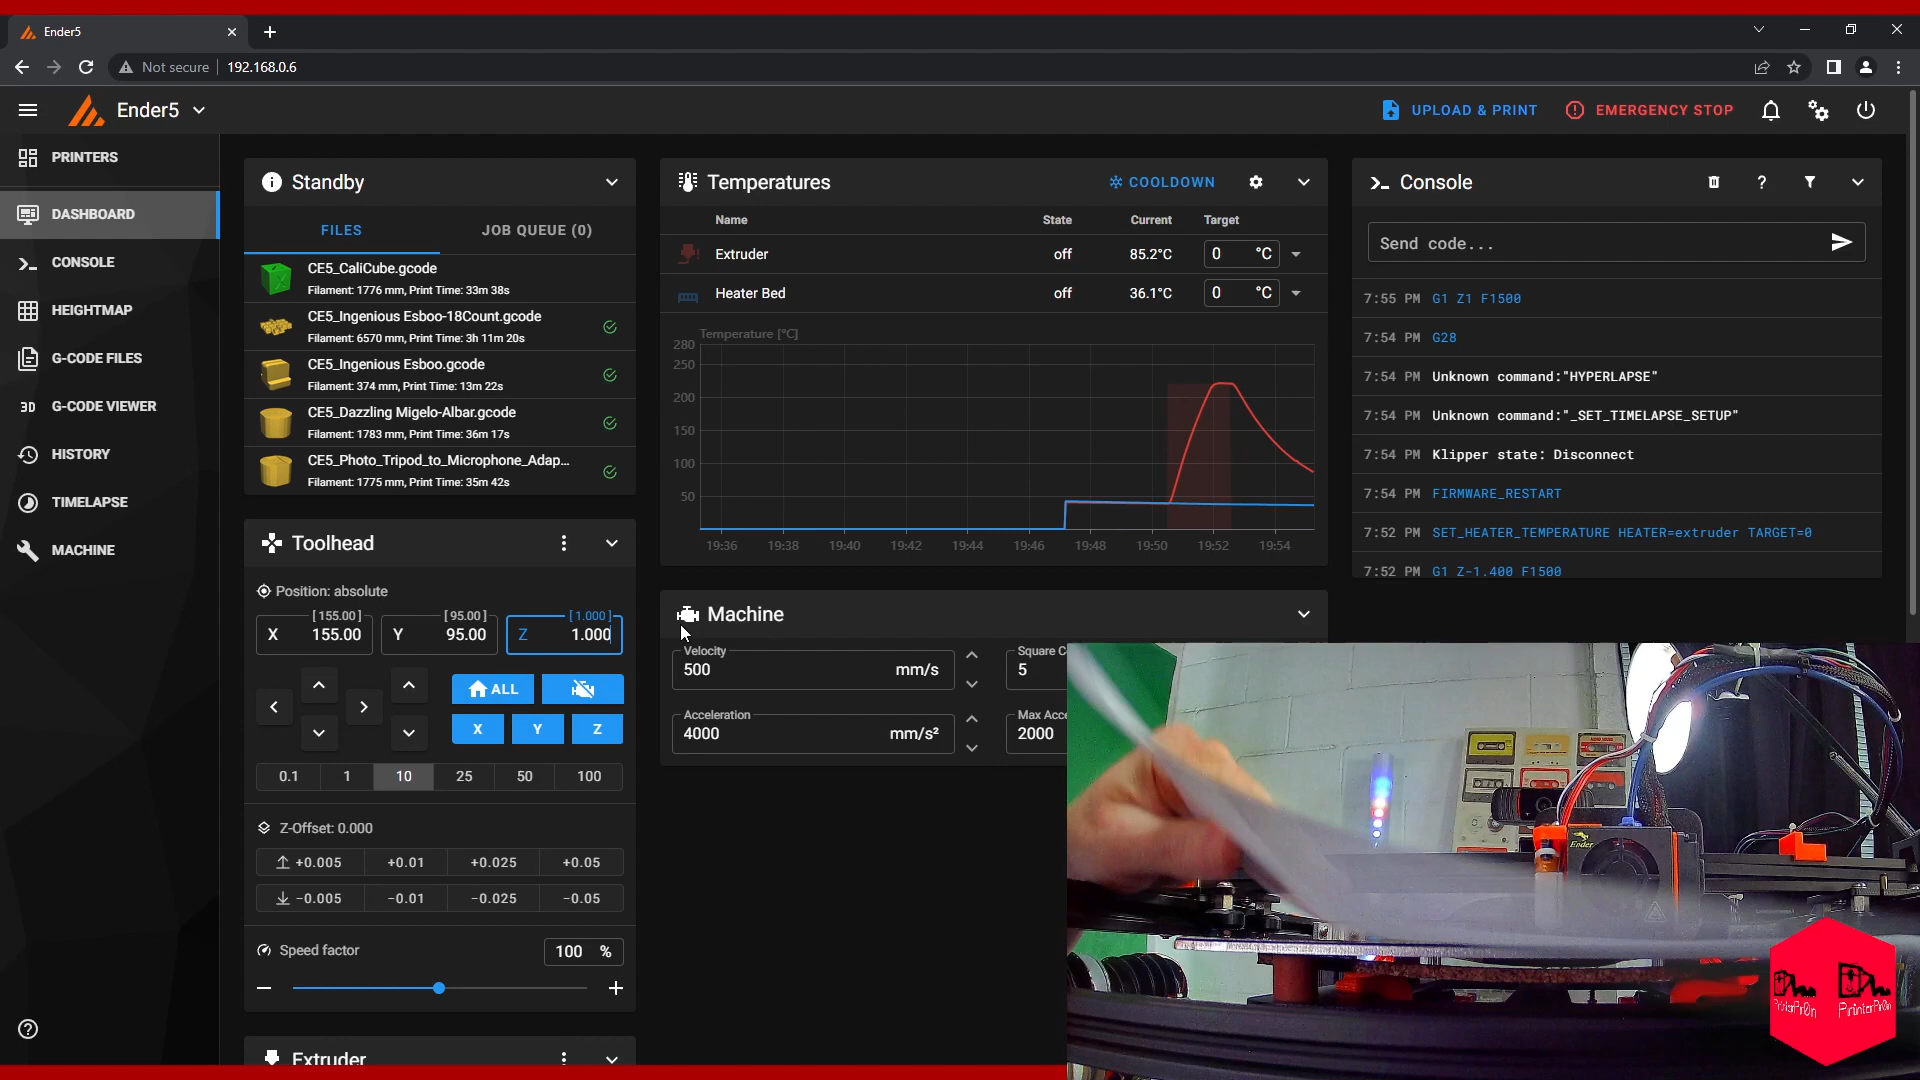 Ender5
Not secure
192.168.0.6
Ender5
UPLOAD & PRINT
EMERGENCY STOP
PRINTERS
DASHBOARD
CONSOLE
HEIGHTMAP
G-CODE FILES
3D G-CODE VIEWER
HISTORY
TIMELAPSE
MACHINE
Standby
FILES
JOB QUEUE (0)
CE5_CaliCube.gcode
Filament: 1776 mm, Print Time: 33m 38s
CE5_Ingenious Esboo-18Count.gcode
Filament: 6570 mm, Print Time: 3h 11m 20s
CE5_Ingenious Esboo.gcode
Filament: 374 mm, Print Time: 13m 22s
CE5_Dazzling Migelo-Albar.gcode
Filament: 1783 mm, Print Time: 36m 17s
CE5_Photo_Tripod_to_Microphone_Adap...
Filament: 1775 mm, Print Time: 35m 42s
Toolhead
Position: absolute
[155.00]
X 155.00
[95.00]
Y 95.00
[1.000]
Z 1.000
ALL
X
Y
Z
0.1
1
10
25
50
100
Z-Offset: 0.000
+0.005
+0.01
+0.025
+0.05
-0.005
-0.01
-0.025
-0.05
Speed factor
100 %
Extruder
Temperatures
COOLDOWN
Name State Current Target
Extruder off 85.2°C 0 °C
Heater Bed off 36.1°C 0 °C
Temperature [°C]
280
250
200
150
100
50
19:36 19:38 19:40 19:42 19:44 19:46 19:48 19:50 19:52 19:54
Machine
Velocity
500 mm/s
Square C
5
Acceleration
4000 mm/s²
Max Acce
2000
Console
Send code...
7:55 PM G1 Z1 F1500
7:54 PM G28
7:54 PM Unknown command:"HYPERLAPSE"
7:54 PM Unknown command:"_SET_TIMELAPSE_SETUP"
7:54 PM Klipper state: Disconnect
7:54 PM FIRMWARE_RESTART
7:52 PM SET_HEATER_TEMPERATURE HEATER=extruder TARGET=0
7:52 PM G1 Z-1.400 F1500
Ender
PrinterPr0n
PrinterPr0n